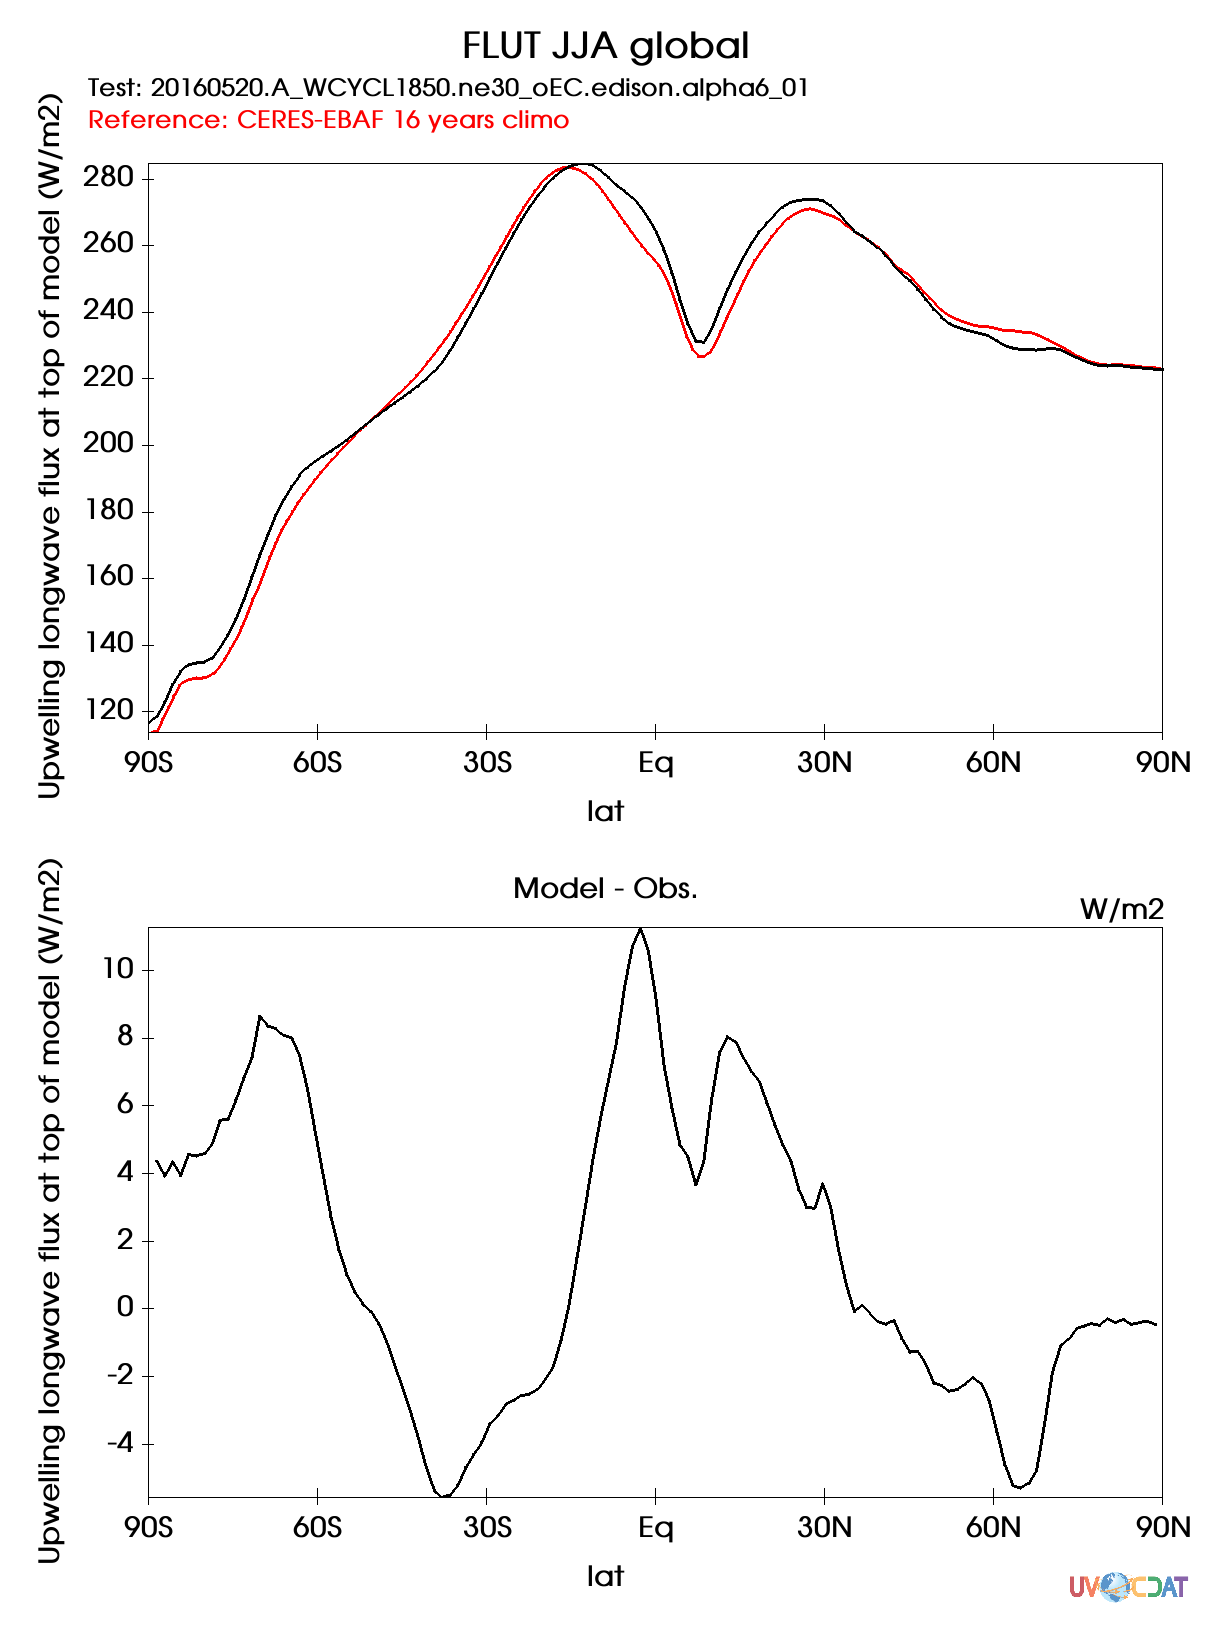 FLUT JJA global
Test: 20160520.A_WCYCL1850.ne30_oEC.edison.alpha6_01
Reference: CERES-EBAF 16 years climo
Upwelling longwave flux at top of model (W/m2)
280
260
240
220
200
180
160
140
120
90S 60S 30S Eq 30N 60N 90N
lat
Model - Obs.
W/m2
Upwelling longwave flux at top of model (W/m2)
10
8
6
4
2
0
-2
-4
90S 60S 30S Eq 30N 60N 90N
lat
UV CDAT